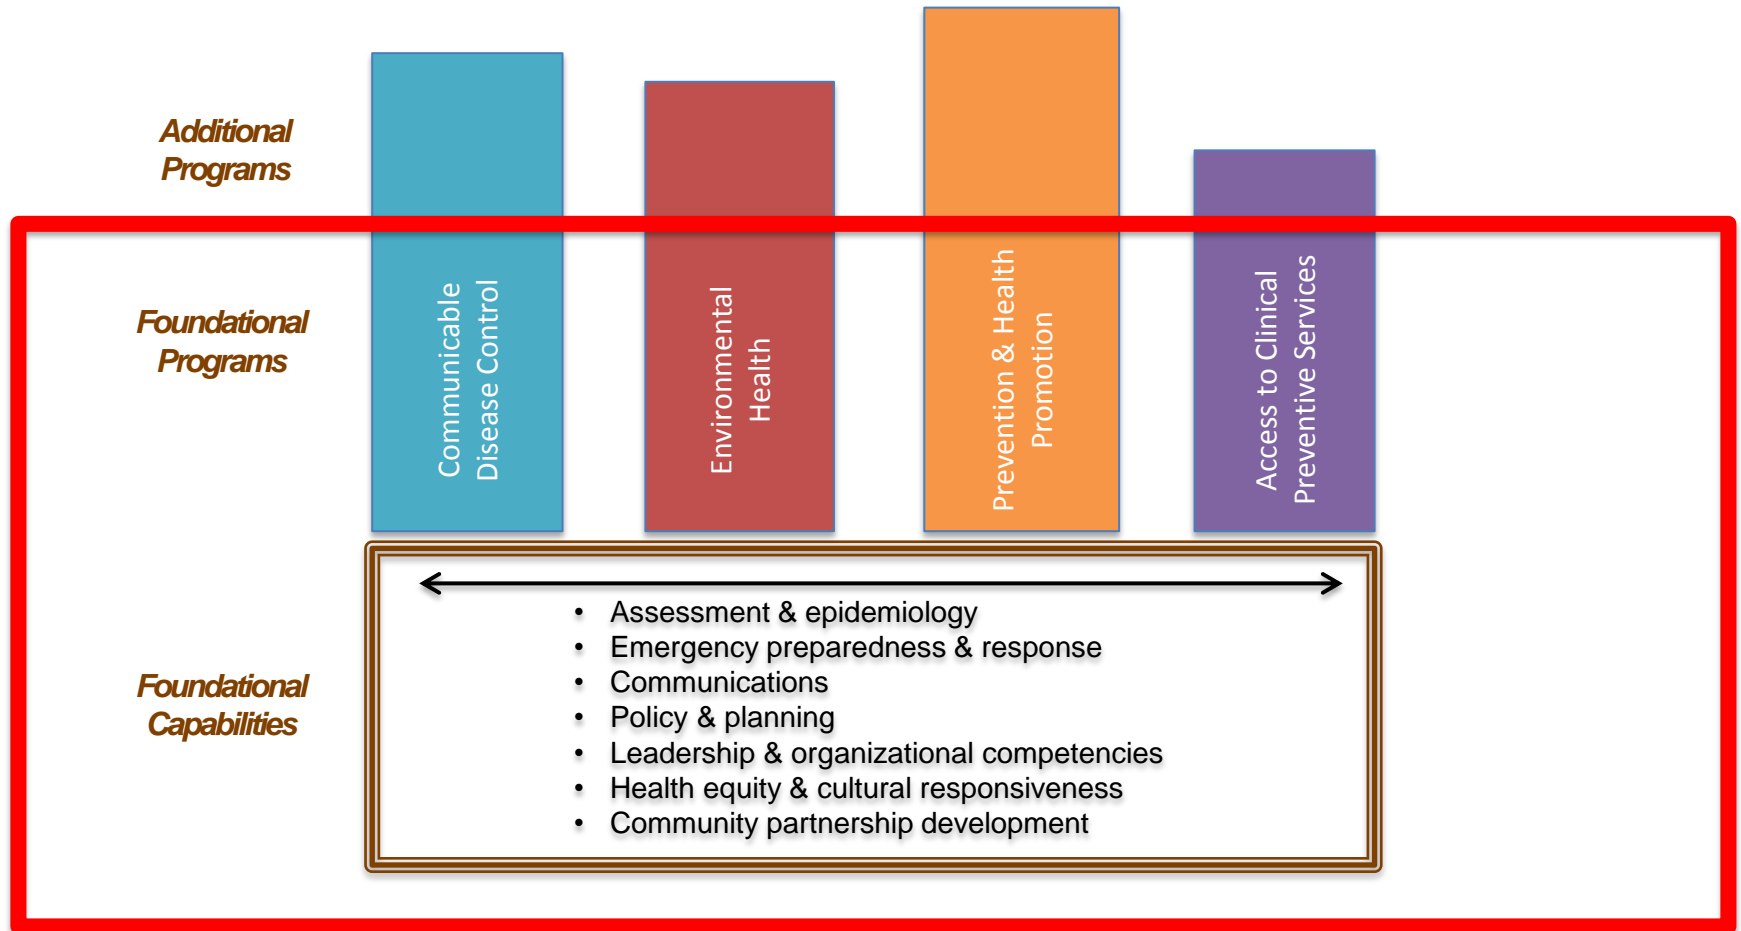 Additional
Programs
Foundational
Programs
Communicable
Disease Control
Environmental
Health
Prevention & Health
Promotion
Access to Clinical
Preventive Services
Foundational
Capabilities
• Assessment & epidemiology
• Emergency preparedness & response
• Communications
• Policy & planning
• Leadership & organizational competencies
• Health equity & cultural responsiveness
• Community partnership development